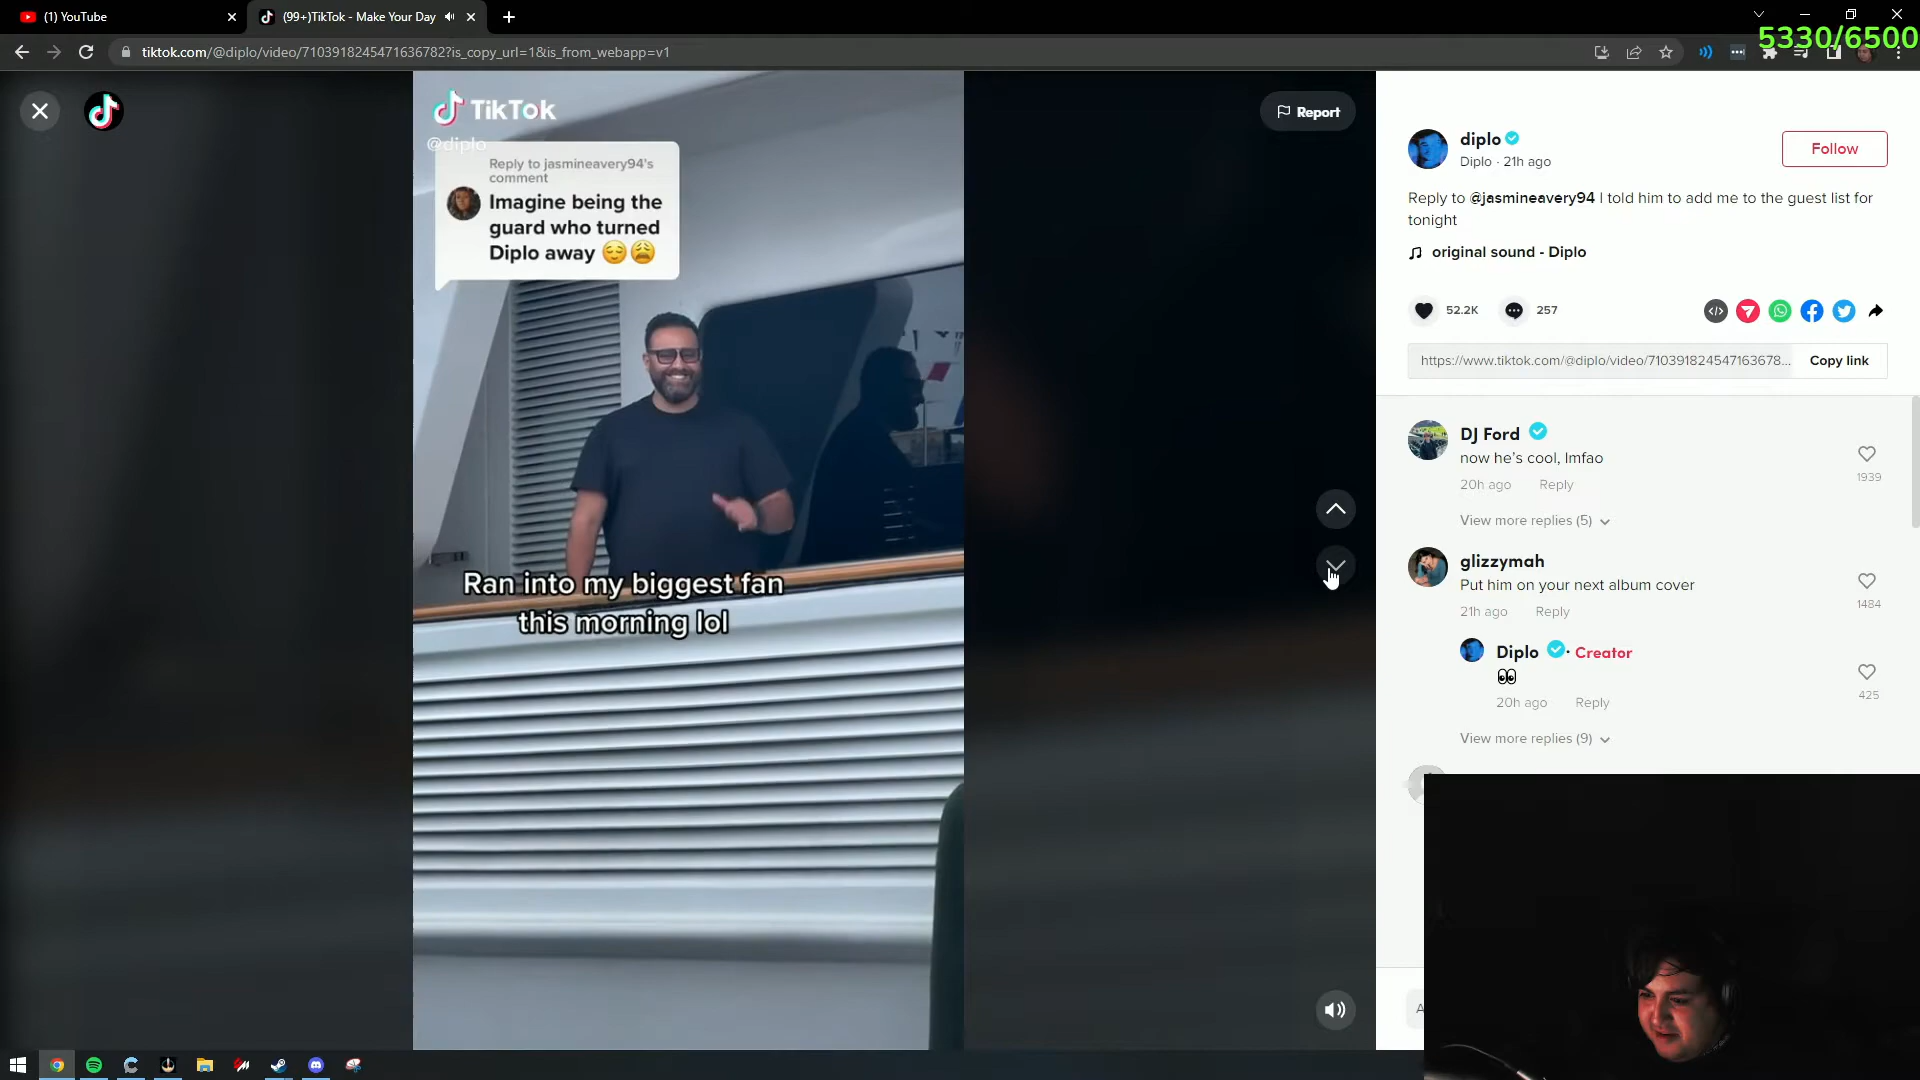 (1) YouTube
(99+)TikTok - Make Your Day
5330/6500
tiktok.com/@diplo/video/7103918245471636782?is_copy_url=1&is_from_webapp=v1
TikTok
@diplo
Reply to jasmineavery94's
comment
Imagine being the
guard who turned
Diplo away 😌😩
Ran into my biggest fan
this morning lol
Report
diplo
Diplo · 21h ago
Follow
Reply to @jasmineavery94 I told him to add me to the guest list for
tonight
original sound - Diplo
52.2K
257
https://www.tiktok.com/@diplo/video/710391824547163678...
Copy link
DJ Ford
now he's cool, lmfao
20h ago Reply
1939
View more replies (5)
glizzymah
Put him on your next album cover
21h ago Reply
1484
Diplo · Creator
👀
20h ago Reply
425
View more replies (9)